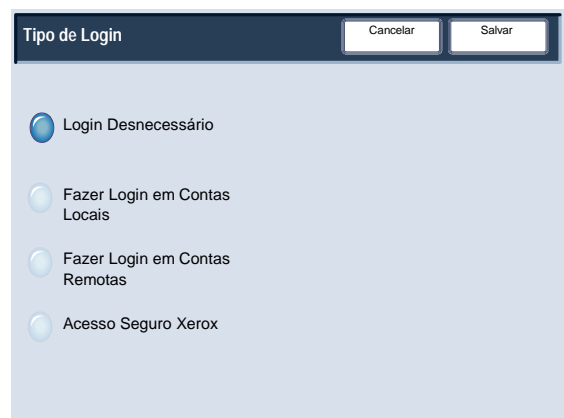 Tipo de Login
Cancelar
Salvar
Login Desnecessário
Fazer Login em Contas
Locais
Fazer Login em Contas
Remotas
Acesso Seguro Xerox